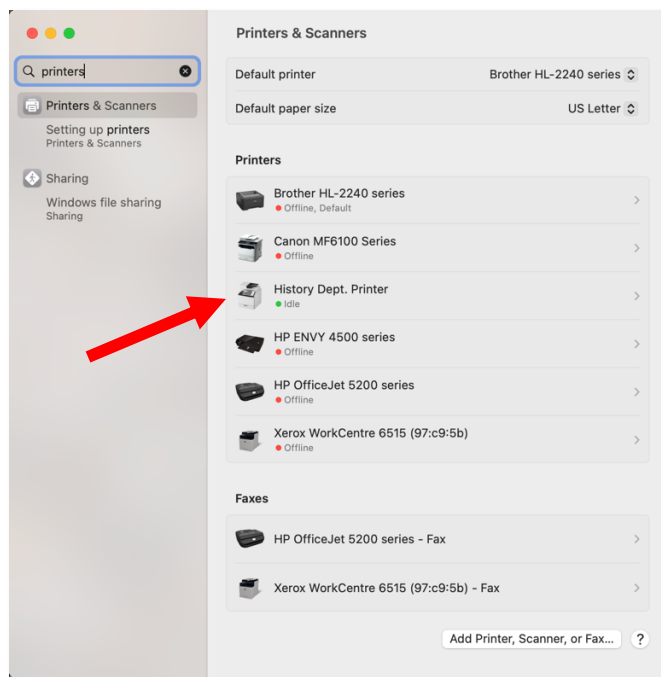 Printers & Scanners
printers
Default printer Brother HL-2240 series
Printers & Scanners
Default paper size US Letter
Setting up printers
Printers & Scanners
Printers
Sharing
Windows file sharing
Sharing
Brother HL-2240 series
Offline, Default
Canon MF6100 Series
Offline
History Dept. Printer
Idle
HP ENVY 4500 series
Offline
HP OfficeJet 5200 series
Offline
Xerox WorkCentre 6515 (97:c9:5b)
Offline
Faxes
HP OfficeJet 5200 series - Fax
Xerox WorkCentre 6515 (97:c9:5b) - Fax
Add Printer, Scanner, or Fax... ?